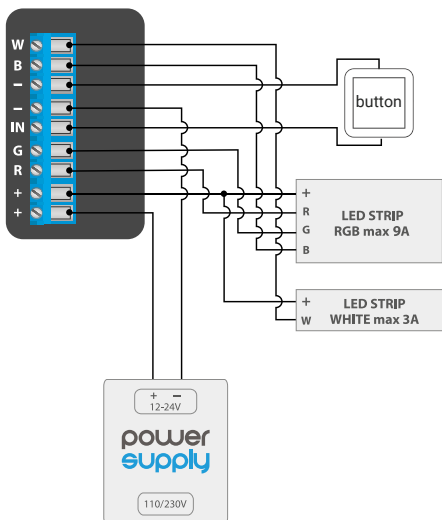 W
B
−
−
IN
G
R
+
+
button
+
R
G
B
LED STRIP
RGB max 9A
+
W
LED STRIP
WHITE max 3A
+ −
12-24V
power
supply
110/230V